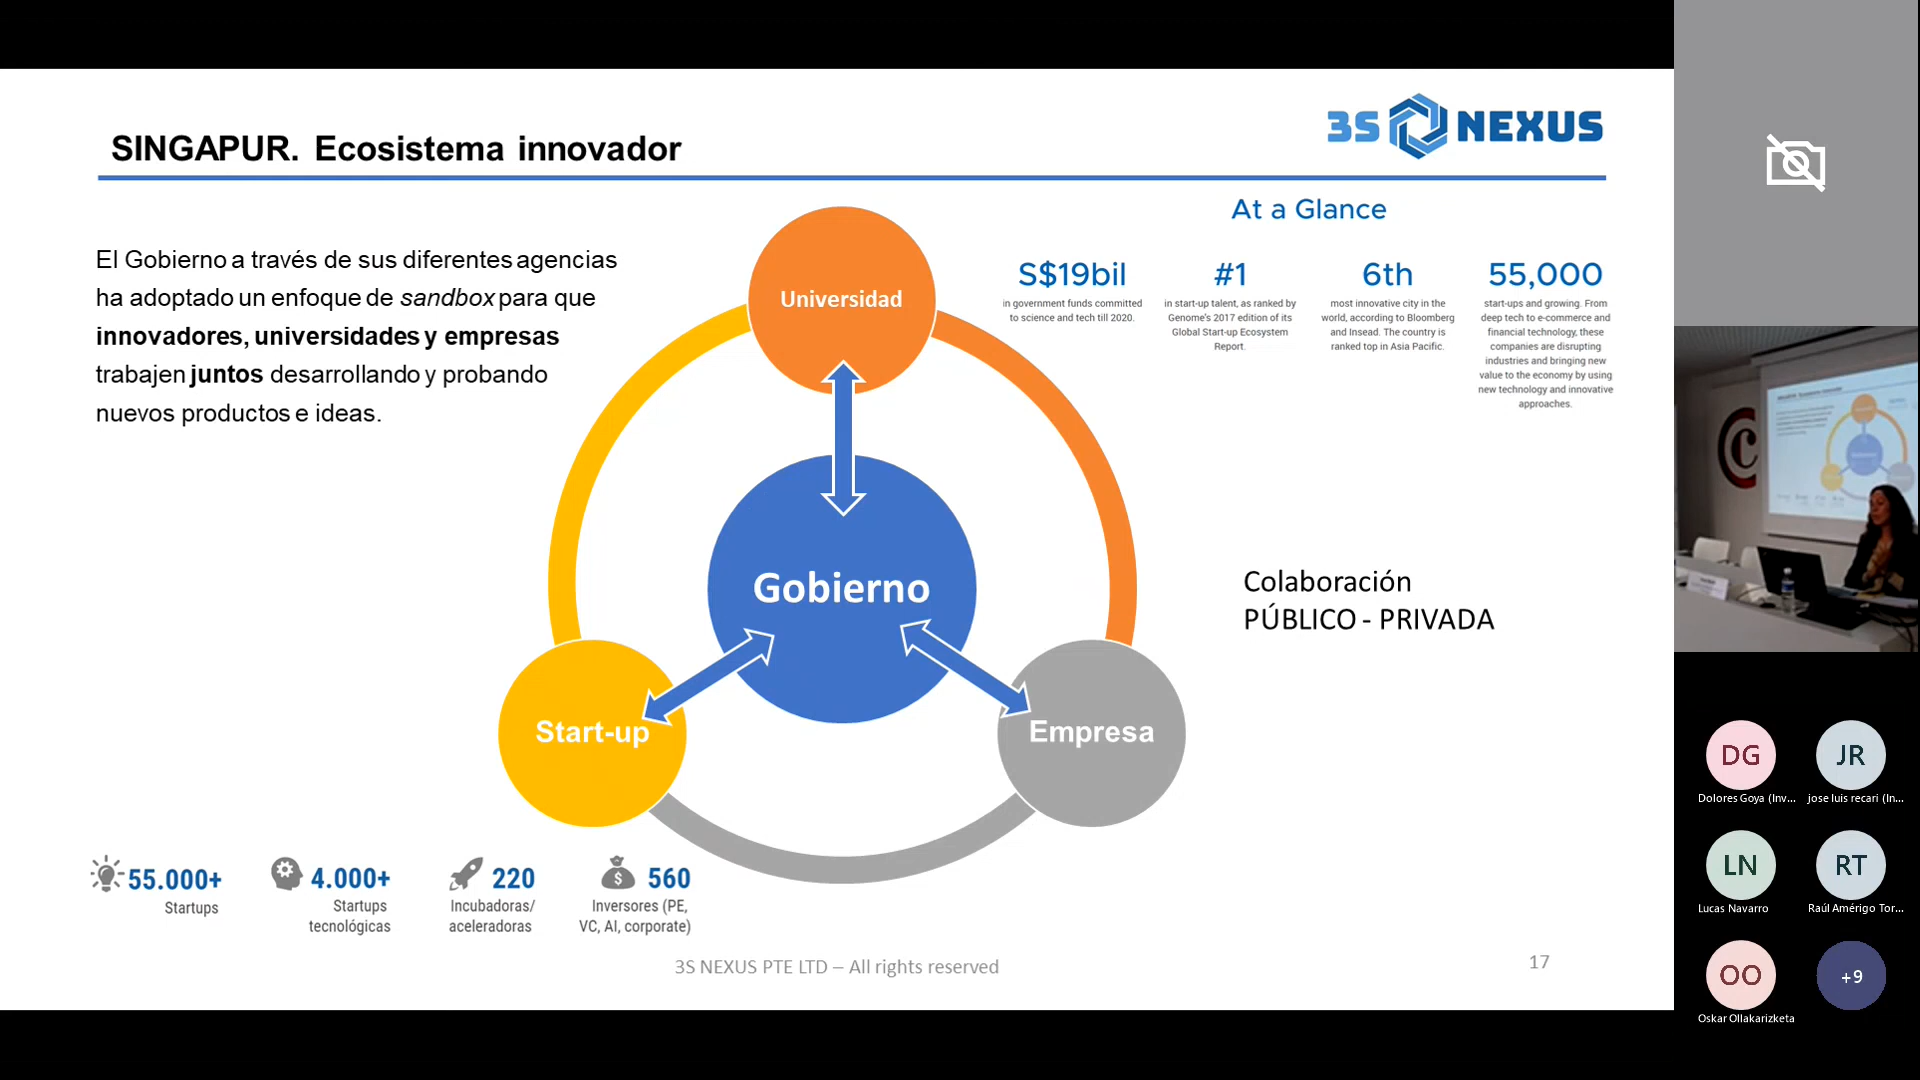 3S NEXUS
SINGAPUR. Ecosistema innovador
El Gobierno a través de sus diferentes agencias
ha adoptado un enfoque de sandbox para que
innovadores, universidades y empresas
trabajen juntos desarrollando y probando
nuevos productos e ideas.
At a Glance
S$19bil
in government funds committed
to science and tech till 2020.
#1
in start-up talent, as ranked by
Genome's 2017 edition of its
Global Start-up Ecosystem
Report.
6th
most innovative city in the
world, according to Bloomberg
and Insead. The country is
ranked top in Asia Pacific.
55,000
start-ups and growing. From
deep tech to e-commerce and
financial technology, these
companies are disrupting
industries and bringing new
value to the economy by using
new technology and innovative
approaches.
Universidad
Gobierno
Start-up
Empresa
Colaboración
PÚBLICO - PRIVADA
55.000+
Startups
4.000+
Startups
tecnológicas
220
Incubadoras/
aceleradoras
560
Inversores (PE,
VC, AI, corporate)
3S NEXUS PTE LTD – All rights reserved
17
DG
Dolores Goya (Inv...
JR
jose luis recari (In...
LN
Lucas Navarro
RT
Raúl Amérigo Tor...
OO
Oskar Ollakarizketa
+9